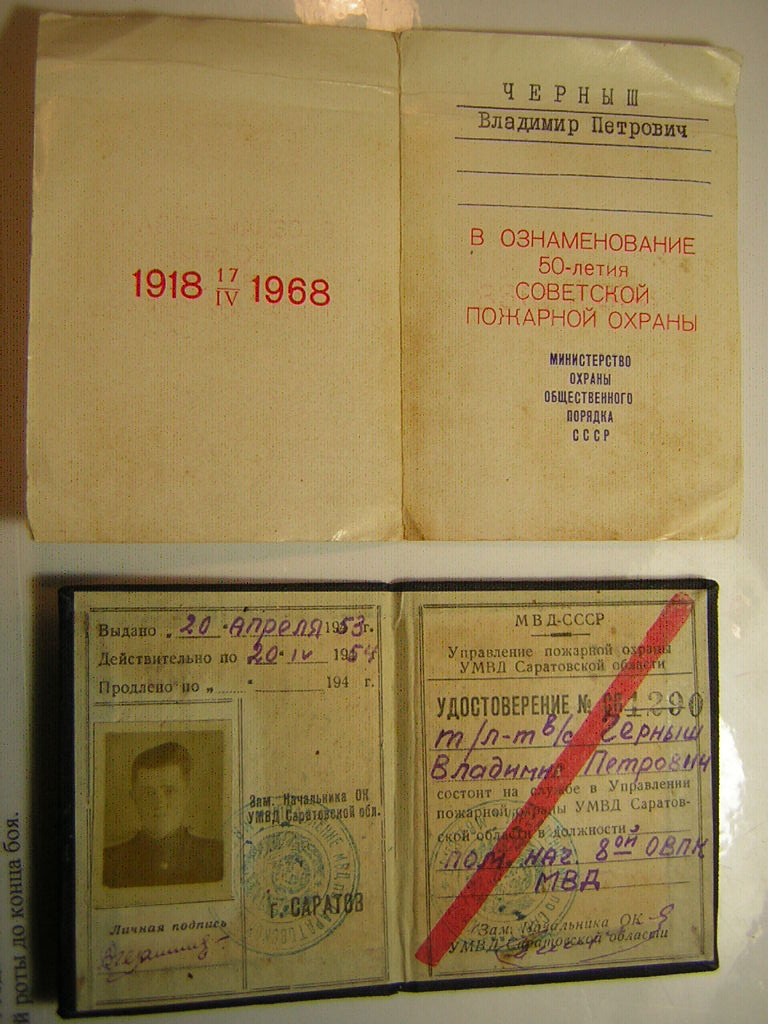 ЧЕРНЫШ
Владимир Петрович
1918 17/IV 1968
В ОЗНАМЕНОВАНИЕ
50-летия
СОВЕТСКОЙ
ПОЖАРНОЙ ОХРАНЫ
МИНИСТЕРСТВО
ОХРАНЫ
ОБЩЕСТВЕННОГО
ПОРЯДКА
СССР
Выдано „ 20 “ Апреля 1953г.
Действительно по 20 IV 1954
Продлено по „ “ 194 г.
Зам. Начальника ОК
УМВД Саратовской обл.
г. САРАТОВ
Личная подпись
МВД-СССР
Управление пожарной охраны
УМВД Саратовской области
УДОСТОВЕРЕНИЕ № СБ 1290
т/л-т в/с Черныш
Владимир Петрович
состоит на службе в Управлении
пожарной охраны УМВД Саратов-
ской области в должности
пом. нач. 8ой ОВПК
МВД
Зам. Начальника ОК
УМВД Саратовской области
й роты до конца боя.